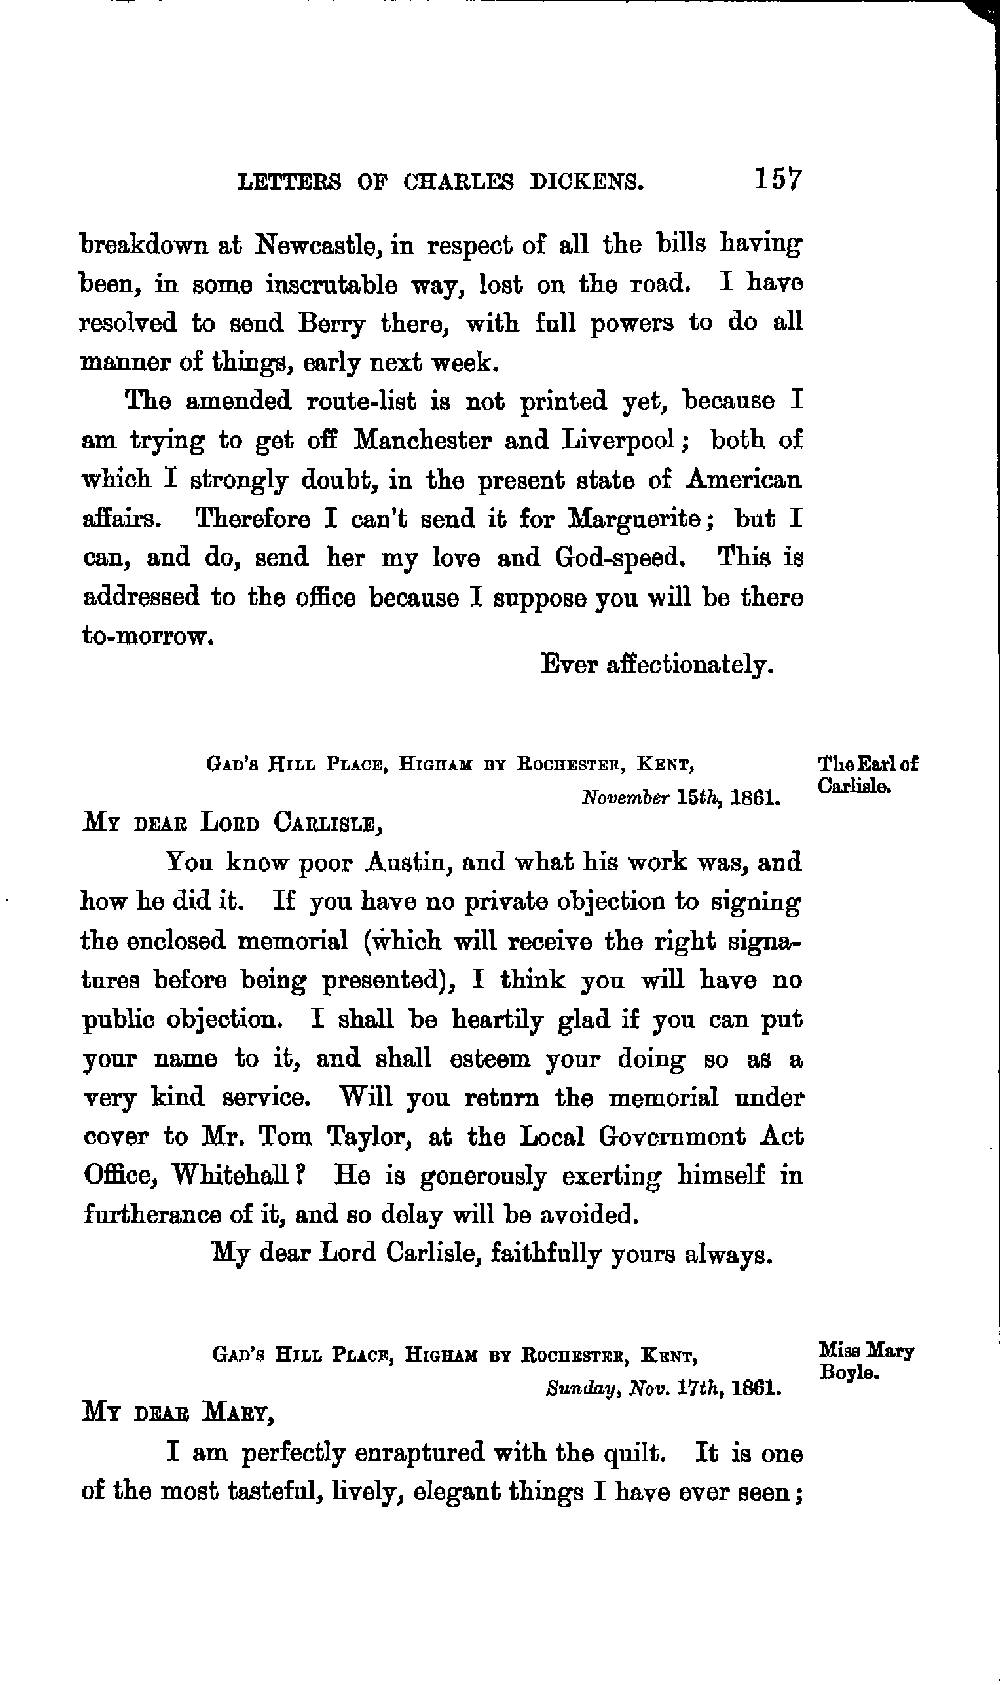 LETTERS OF CHARLES DICKENS. 157
breakdown at Newcastle, in respect of all the bills having
been, in some inscrutable way, lost on the road. I have
resolved to send Berry there, with full powers to do all
manner of things, early next week.
The amended route-list is not printed yet, because I
am trying to get off Manchester and Liverpool; both of
which I strongly doubt, in the present state of American
affairs. Therefore I can't send it for Marguerite; but I
can, and do, send her my love and God-speed. This is
addressed to the office because I suppose you will be there
to-morrow.
Ever affectionately.
GAD'S HILL PLACE, HIGHAM BY ROCHESTER, KENT,
November 15th, 1861.
The Earl of
Carlisle.
MY DEAR LORD CARLISLE,
You know poor Austin, and what his work was, and
how he did it. If you have no private objection to signing
the enclosed memorial (which will receive the right signa-
tures before being presented), I think you will have no
public objection. I shall be heartily glad if you can put
your name to it, and shall esteem your doing so as a
very kind service. Will you return the memorial under
cover to Mr. Tom Taylor, at the Local Government Act
Office, Whitehall? He is generously exerting himself in
furtherance of it, and so delay will be avoided.
My dear Lord Carlisle, faithfully yours always.
GAD'S HILL PLACE, HIGHAM BY ROCHESTER, KENT,
Sunday, Nov. 17th, 1861.
Miss Mary
Boyle.
MY DEAR MARY,
I am perfectly enraptured with the quilt. It is one
of the most tasteful, lively, elegant things I have ever seen;